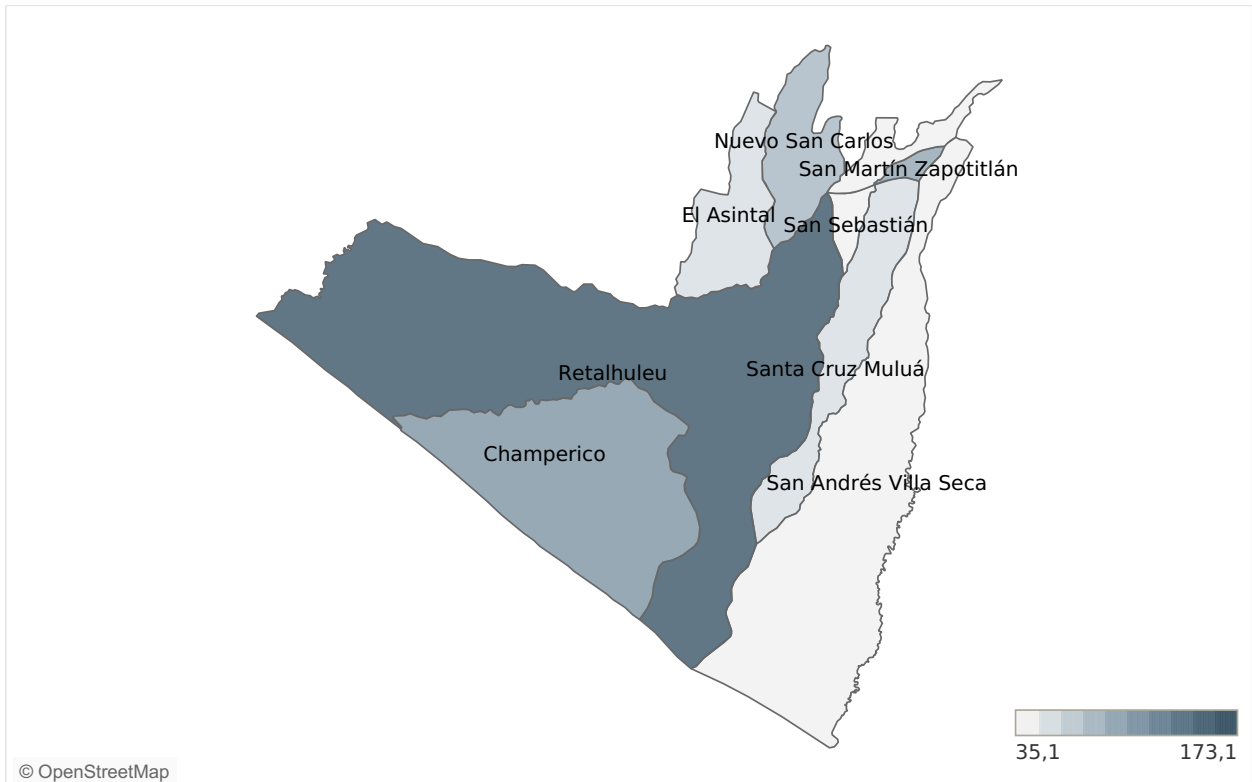 Nuevo San Carlos
San Martín Zapotitlán
El Asintal
San Sebastián
Retalhuleu
Santa Cruz Muluá
Champerico
San Andrés Villa Seca
35,1
173,1
© OpenStreetMap